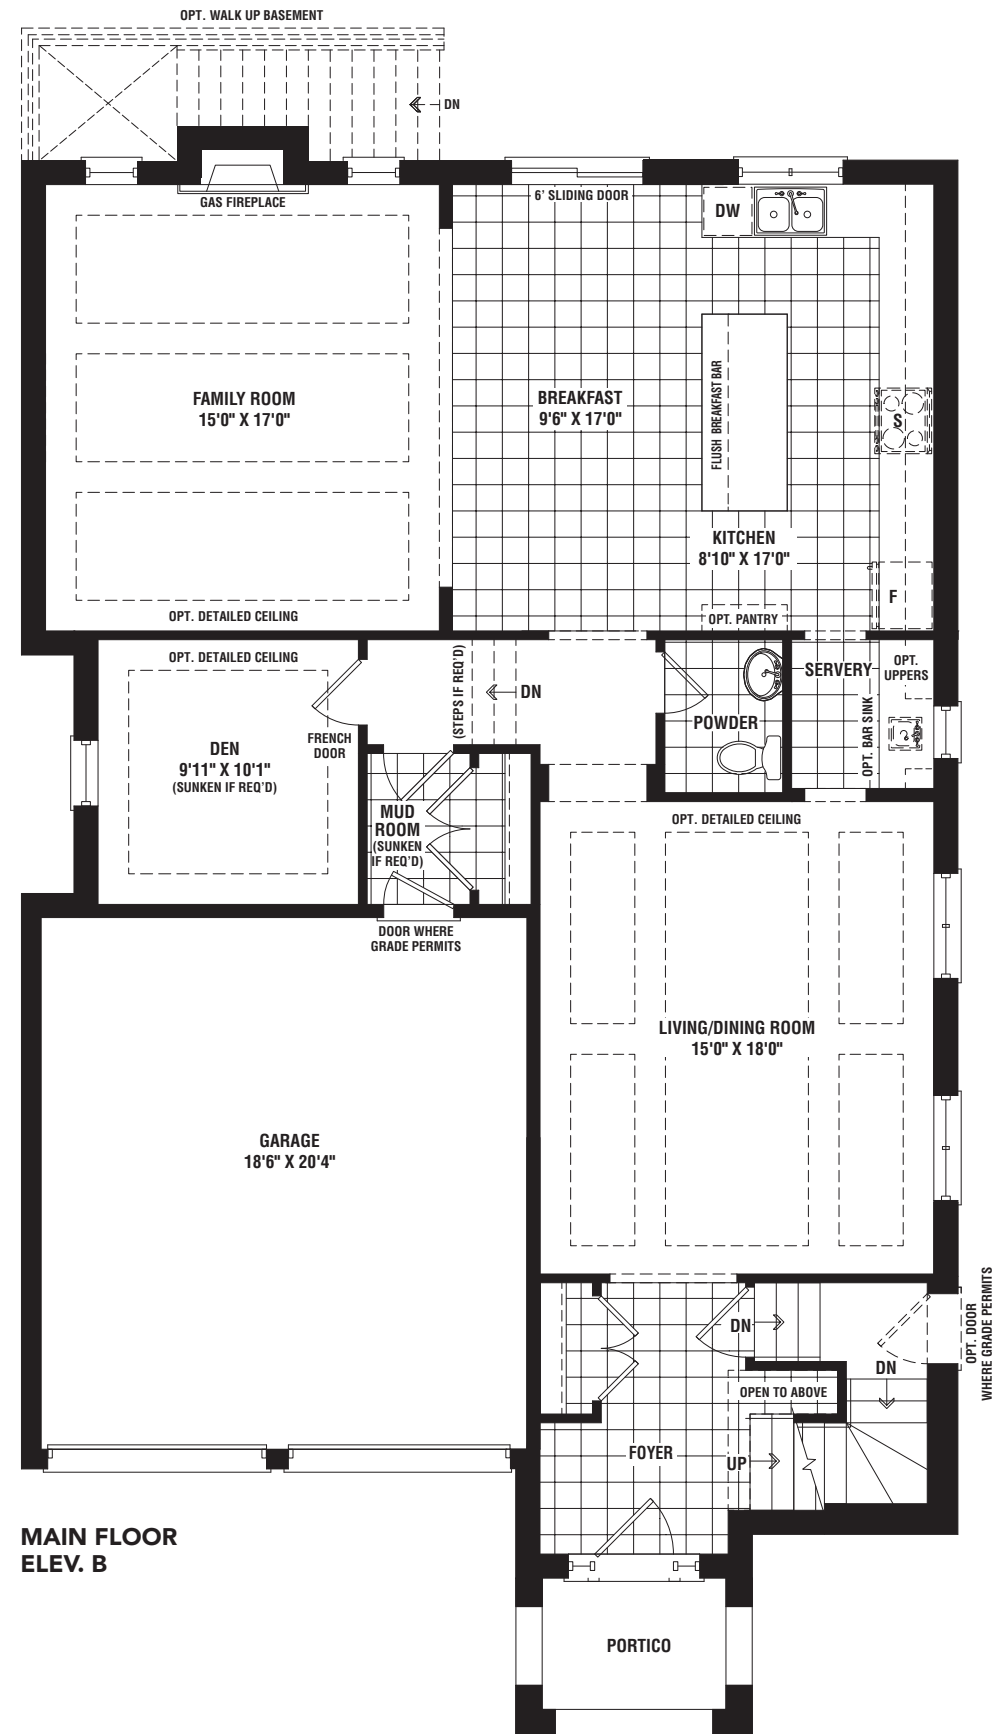 OPT. WALK UP BASEMENT
DN
GAS FIREPLACE
6' SLIDING DOOR
DW
FAMILY ROOM
15'0" X 17'0"
BREAKFAST
9'6" X 17'0"
FLUSH BREAKFAST BAR
S
KITCHEN
8'10" X 17'0"
F
OPT. DETAILED CEILING
OPT. PANTRY
OPT. DETAILED CEILING
(STEPS IF REQ'D)
DN
SERVERY
OPT.
UPPERS
POWDER
OPT. BAR SINK
FRENCH
DOOR
DEN
9'11" X 10'1"
(SUNKEN IF REQ'D)
MUD
ROOM
(SUNKEN
IF REQ'D)
OPT. DETAILED CEILING
DOOR WHERE
GRADE PERMITS
LIVING/DINING ROOM
15'0" X 18'0"
GARAGE
18'6" X 20'4"
DN
OPT. DOOR
WHERE GRADE PERMITS
DN
OPEN TO ABOVE
FOYER
UP
MAIN FLOOR
ELEV. B
PORTICO